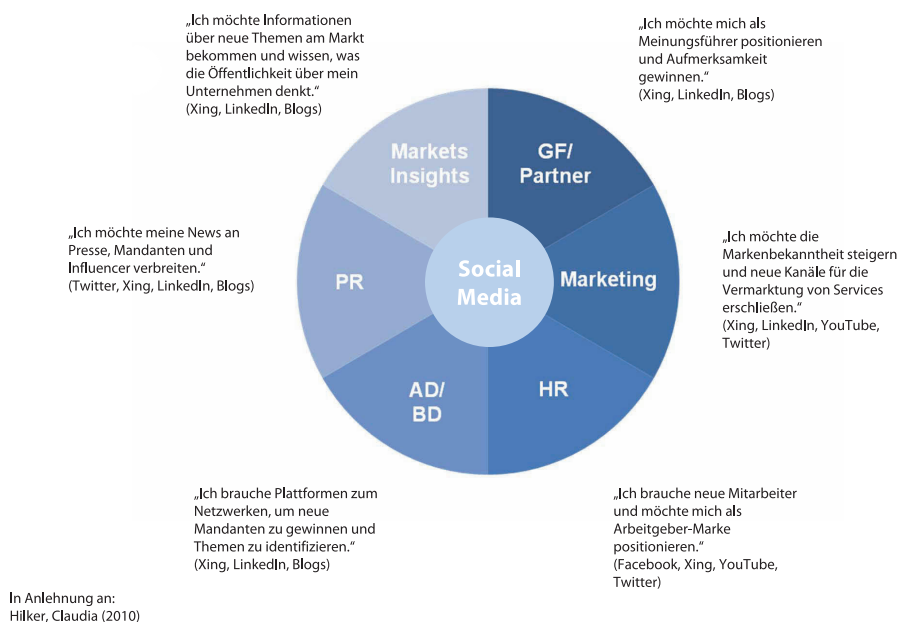 „Ich möchte Informationen
über neue Themen am Markt
bekommen und wissen, was
die Öffentlichkeit über mein
Unternehmen denkt.“
(Xing, LinkedIn, Blogs)
„Ich möchte mich als
Meinungsführer positionieren
und Aufmerksamkeit
gewinnen.“
(Xing, LinkedIn, Blogs)
Markets
Insights
GF/
Partner
„Ich möchte meine News an
Presse, Mandanten und
Influencer verbreiten.“
(Twitter, Xing, LinkedIn, Blogs)
PR
Social
Media
Marketing
„Ich möchte die
Markenbekanntheit steigern
und neue Kanäle für die
Vermarktung von Services
erschließen.“
(Xing, LinkedIn, YouTube,
Twitter)
AD/
BD
HR
„Ich brauche Plattformen zum
Netzwerken, um neue
Mandanten zu gewinnen und
Themen zu identifizieren.“
(Xing, LinkedIn, Blogs)
„Ich brauche neue Mitarbeiter
und möchte mich als
Arbeitgeber-Marke
positionieren.“
(Facebook, Xing, YouTube,
Twitter)
In Anlehnung an:
Hilker, Claudia (2010)